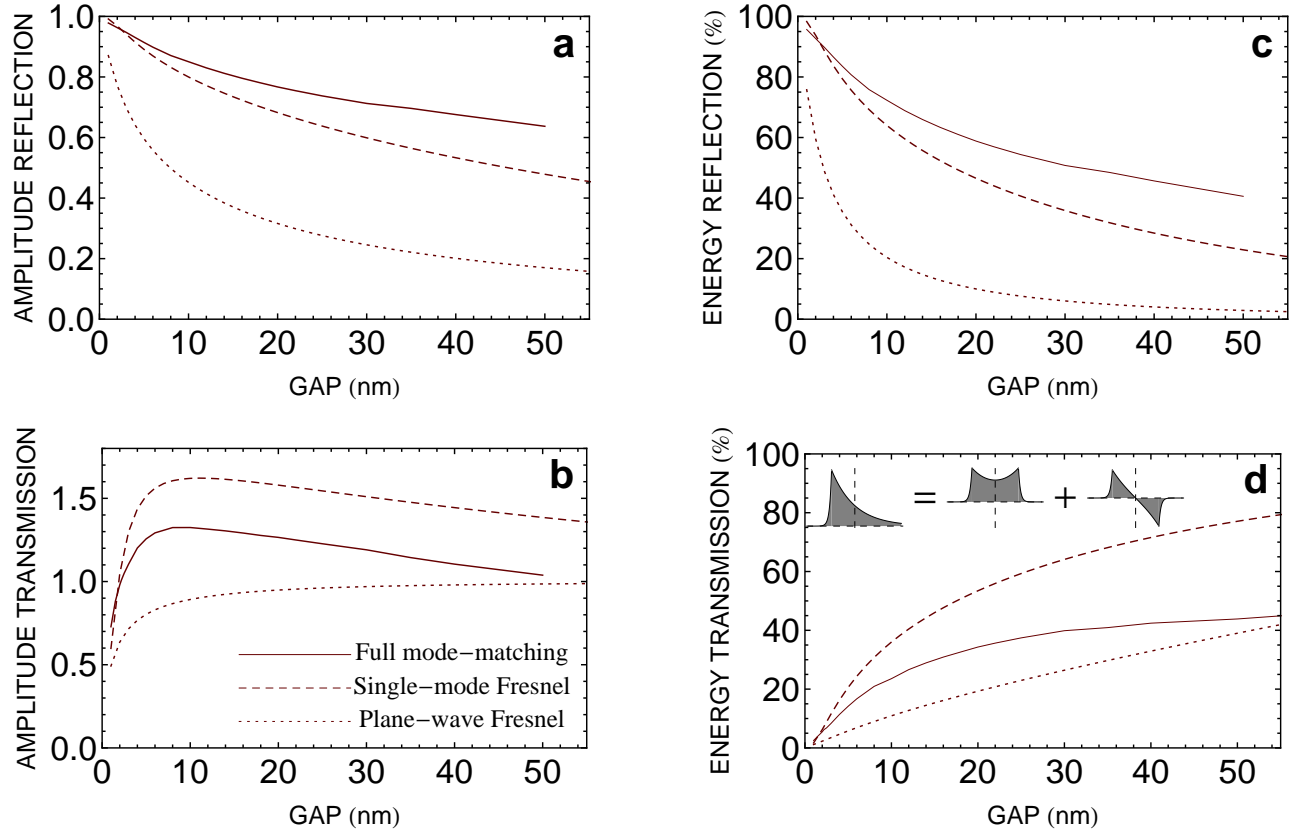 a
AMPLITUDE REFLECTION
1.0
0.8
0.6
0.4
0.2
0.0
0 10 20 30 40 50
GAP (nm)
c
ENERGY REFLECTION (%)
100
80
60
40
20
0
0 10 20 30 40 50
GAP (nm)
b
AMPLITUDE TRANSMISSION
1.5
1.0
0.5
0.0
Full mode−matching
Single−mode Fresnel
Plane−wave Fresnel
0 10 20 30 40 50
GAP (nm)
d
ENERGY TRANSMISSION (%)
100
80
60
40
20
0
= +
0 10 20 30 40 50
GAP (nm)